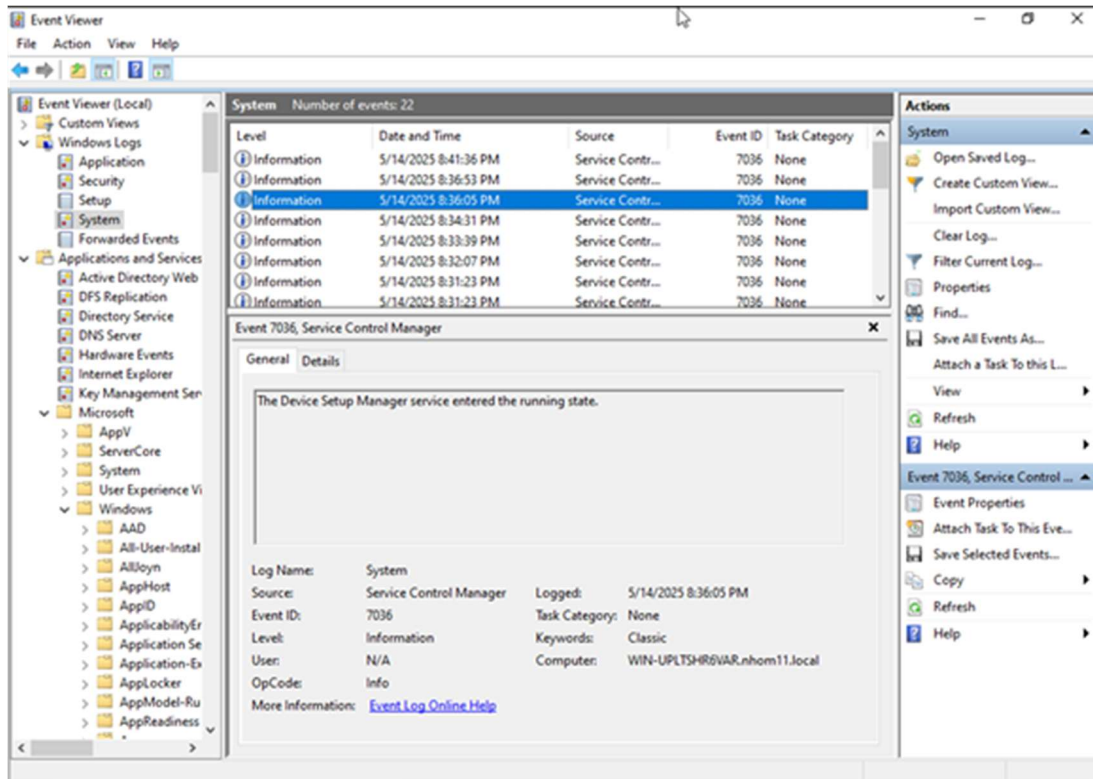 Event Viewer
File Action View Help
Event Viewer (Local)
Custom Views
Windows Logs
Application
Security
Setup
System
Forwarded Events
Applications and Services
Active Directory Web
DFS Replication
Directory Service
DNS Server
Hardware Events
Internet Explorer
Key Management Ser
Microsoft
AppV
ServerCore
System
User Experience Vi
Windows
AAD
All-User-Instal
AllJoyn
AppHost
AppID
ApplicabilityEr
Application Se
Application-Ex
AppLocker
AppModel-Ru
AppReadiness
System Number of events: 22
Level Date and Time Source Event ID Task Category
Information 5/14/2025 8:41:36 PM Service Contr... 7036 None
Information 5/14/2025 8:36:53 PM Service Contr... 7036 None
Information 5/14/2025 8:36:05 PM Service Contr... 7036 None
Information 5/14/2025 8:34:31 PM Service Contr... 7036 None
Information 5/14/2025 8:33:39 PM Service Contr... 7036 None
Information 5/14/2025 8:32:07 PM Service Contr... 7036 None
Information 5/14/2025 8:31:23 PM Service Contr... 7036 None
Information 5/14/2025 8:31:23 PM Service Contr... 7036 None
Event 7036, Service Control Manager
General Details
The Device Setup Manager service entered the running state.
Log Name: System
Source: Service Control Manager Logged: 5/14/2025 8:36:05 PM
Event ID: 7036 Task Category: None
Level: Information Keywords: Classic
User: N/A Computer: WIN-UPLTSHR6VAR.nhom11.local
OpCode: Info
More Information: Event Log Online Help
Actions
System
Open Saved Log...
Create Custom View...
Import Custom View...
Clear Log...
Filter Current Log...
Properties
Find...
Save All Events As...
Attach a Task To this L...
View
Refresh
Help
Event 7036, Service Control ...
Event Properties
Attach Task To This Eve...
Save Selected Events...
Copy
Refresh
Help